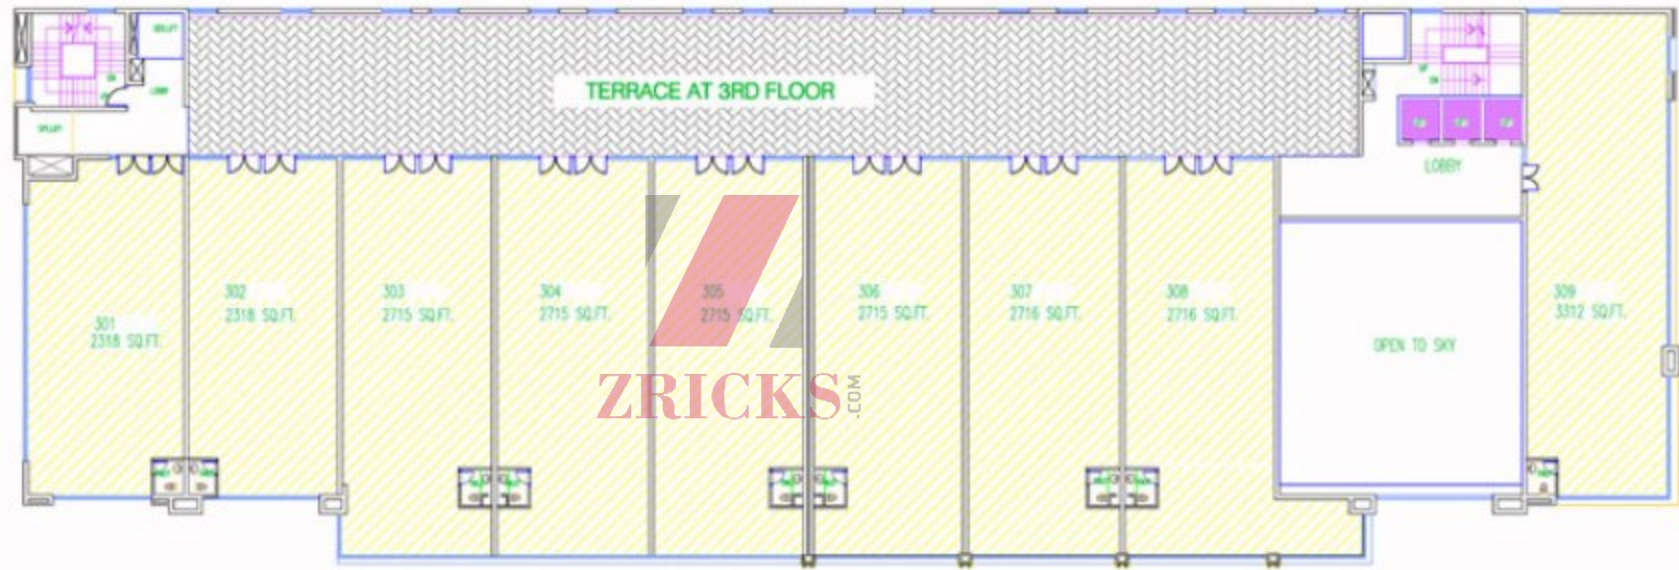 TERRACE AT 3RD FLOOR
LOBBY
LOBBY
301
2318 SQ.FT.
302
2318 SQ.FT.
303
2715 SQ.FT.
304
2715 SQ.FT.
305
2715 SQ.FT.
306
2715 SQ.FT.
307
2716 SQ.FT.
308
2716 SQ.FT.
309
3312 SQ.FT.
OPEN TO SKY
ZRICKS.COM